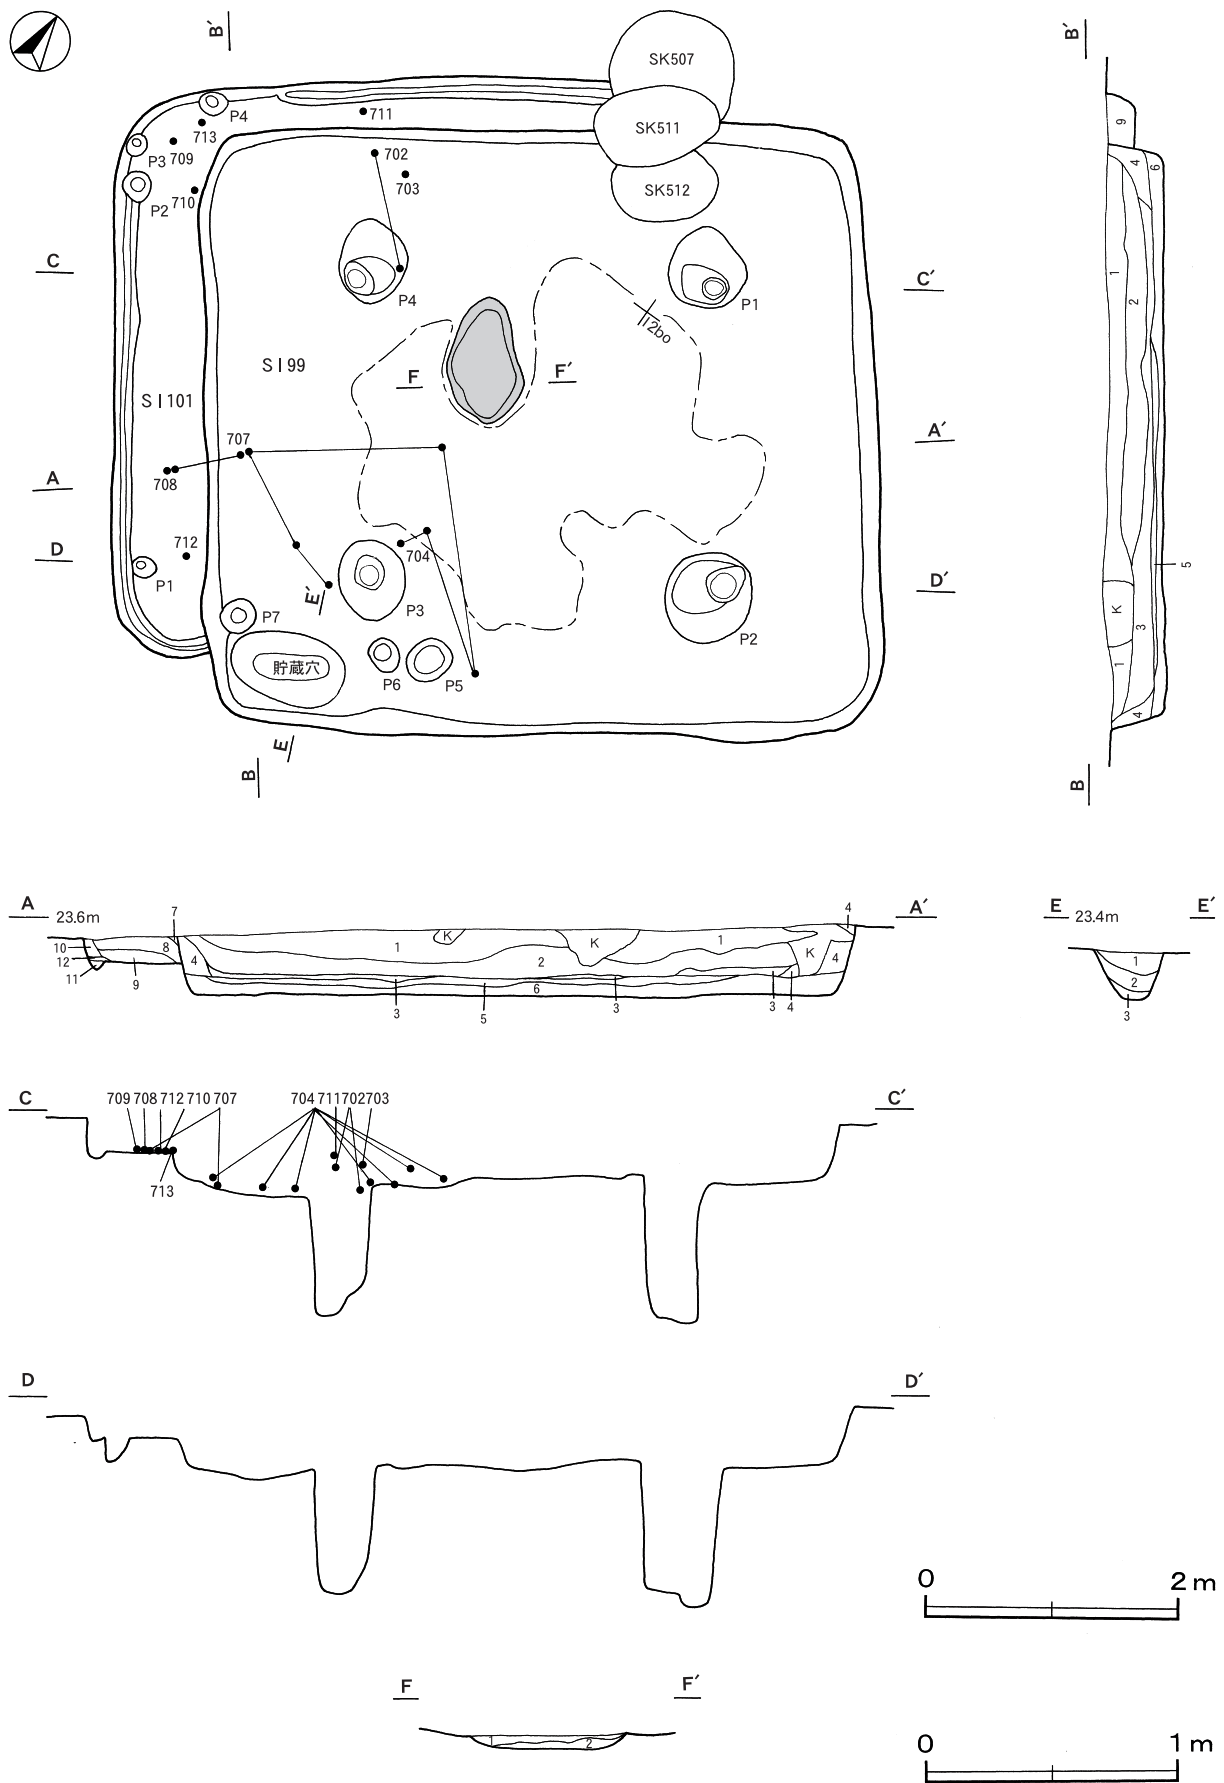 B′
B′
SK507
P4
711
713
SK511
P3
709
702
9
703
4
6
SK512
P2
710
C
C′
1
P4
P1
2
12b0
SI99
F
F′
SI101
A′
707
A
708
704
D
712
5
P1
E′
D′
P3
K
P7
P2
3
貯蔵穴
1
P6
P5
4
E
B
B
A
23.6m
7
4
A′
E
23.4m
E′
10
8
1
K
K
1
K
4
12
4
2
1
11
9
6
2
3
5
3
3
4
3
C
709
708
712
710
707
704
711
702
703
C′
713
D
D′
0
2m
F
F′
1
2
0
1m